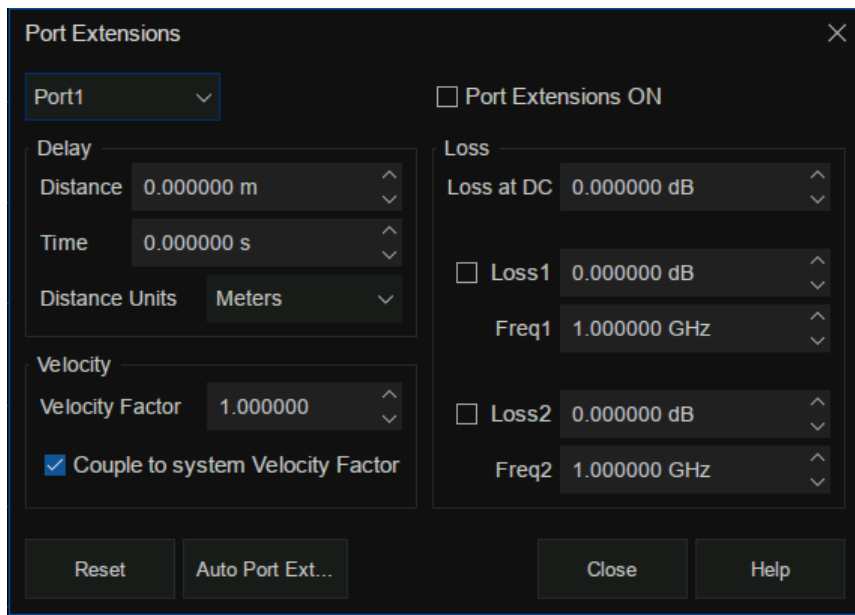 Port Extensions
Port1
Port Extensions ON
Delay
Distance 0.000000 m
Time 0.000000 s
Distance Units Meters
Velocity
Velocity Factor 1.000000
Couple to system Velocity Factor
Loss
Loss at DC 0.000000 dB
Loss1 0.000000 dB
Freq1 1.000000 GHz
Loss2 0.000000 dB
Freq2 1.000000 GHz
Reset Auto Port Ext... Close Help